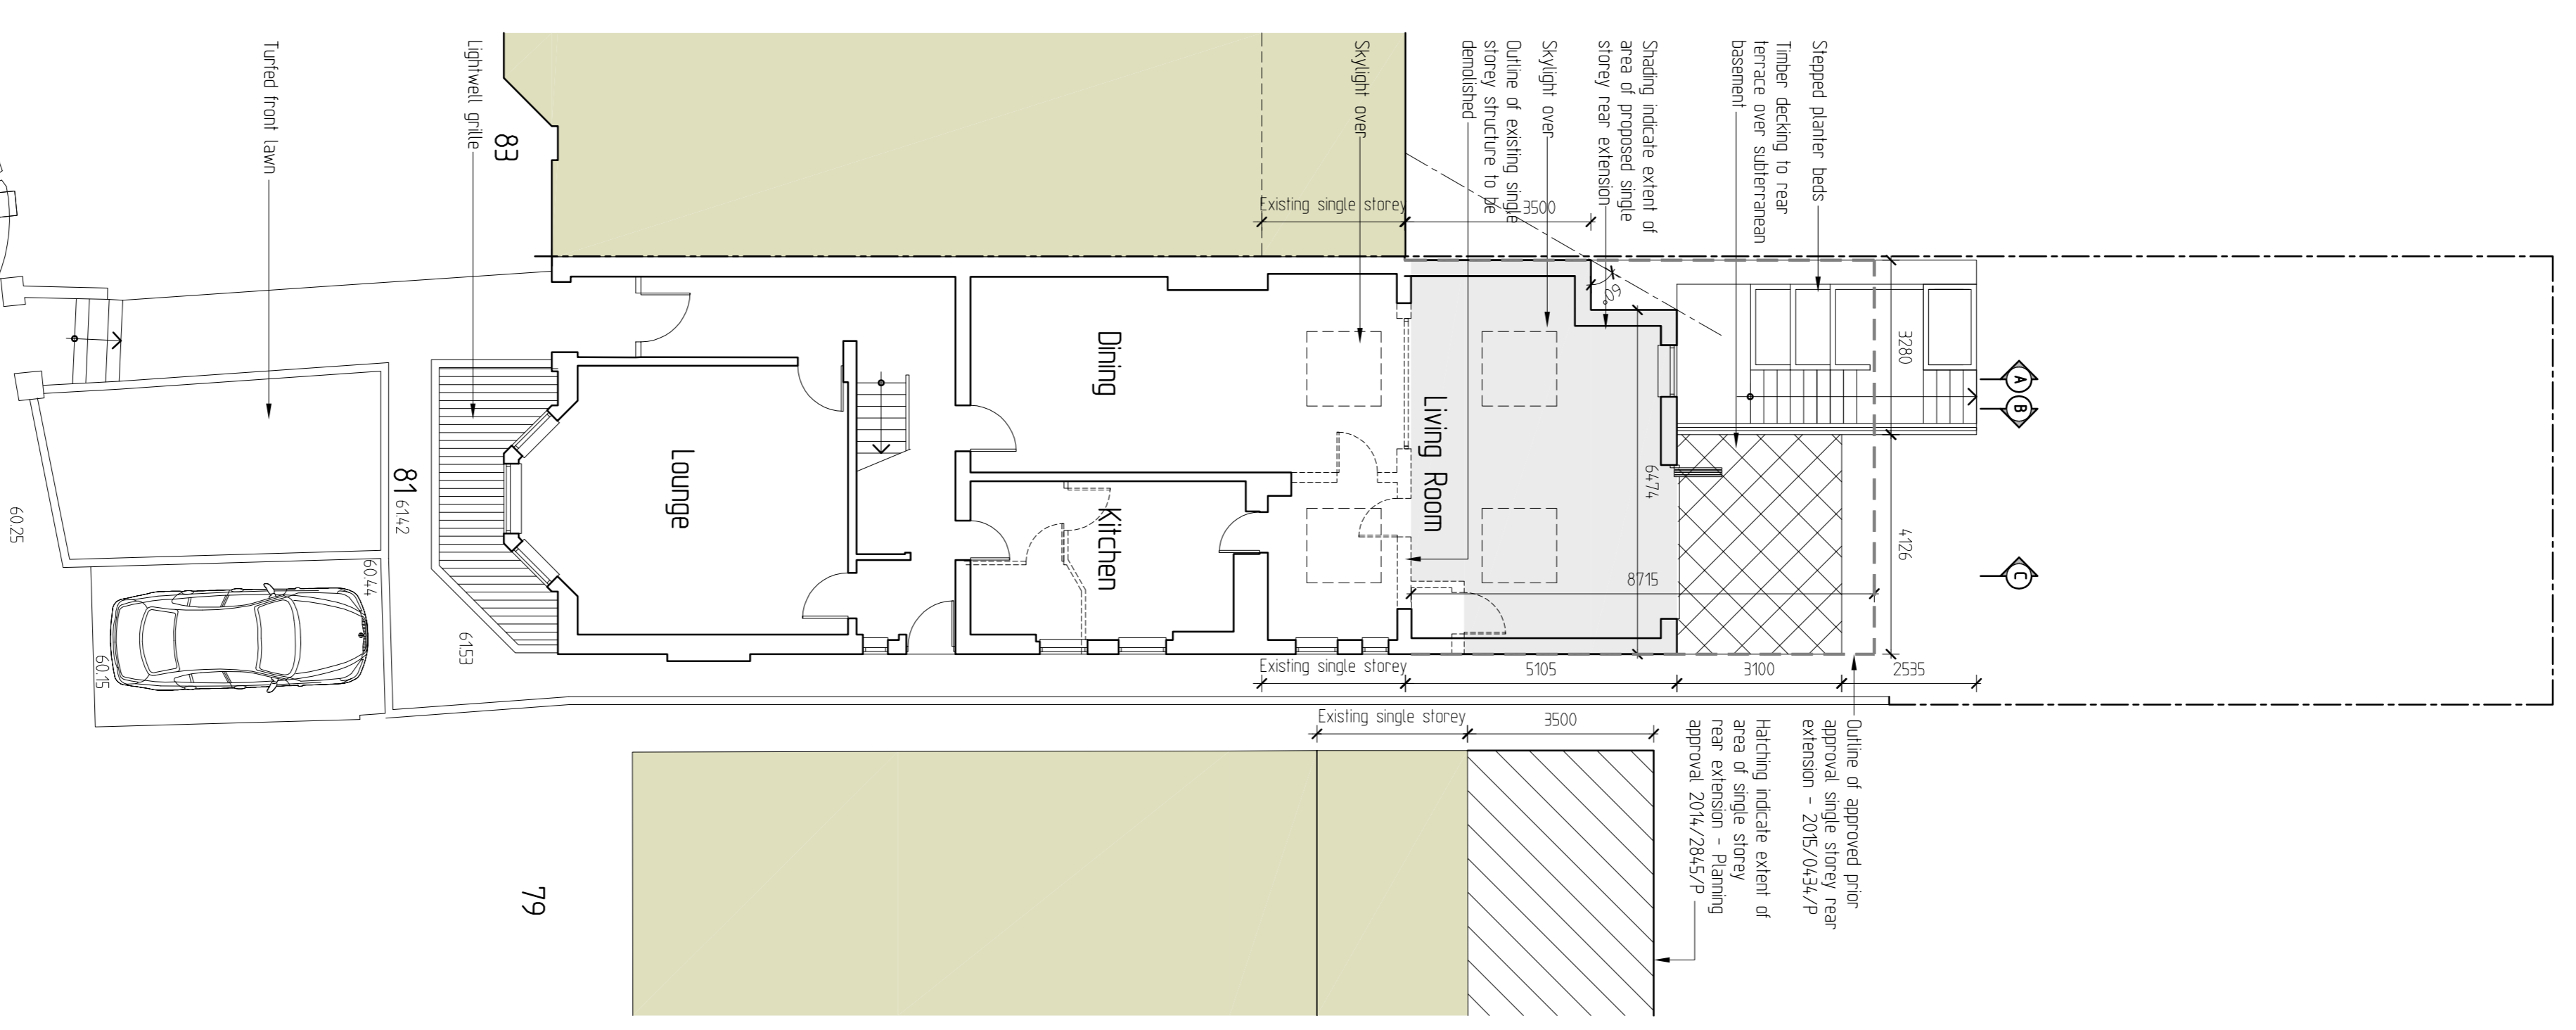 Stepped planter beds
Timber decking to rear
terrace over subterranean
basement
Shading indicate extent of
area of proposed single
storey rear extension
Skylight over
Outline of existing single
storey structure to be
demolished
Skylight over
Lightwell grille
Turfed front lawn
83
Existing single storey
3500
60°
3280
A
B
C
Dining
Living Room
6474
4126
Lounge
Kitchen
8715
81
61.42
60.25
60.44
60.15
61.53
Existing single storey
5105
3100
2535
Existing single storey
3500
Outline of approved prior
approval single storey rear
extension - 2015/0434/P
Hatching indicate extent of
area of single storey
rear extension - Planning
approval 2014/2845/P
79